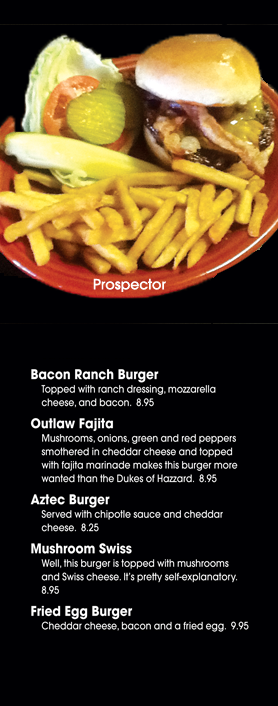 Prospector
Bacon Ranch Burger
Topped with ranch dressing, mozzarella
cheese, and bacon. 8.95
Outlaw Fajita
Mushrooms, onions, green and red peppers
smothered in cheddar cheese and topped
with fajita marinade makes this burger more
wanted than the Dukes of Hazzard. 8.95
Aztec Burger
Served with chipotle sauce and cheddar
cheese. 8.25
Mushroom Swiss
Well, this burger is topped with mushrooms
and Swiss cheese. It's pretty self-explanatory.
8.95
Fried Egg Burger
Cheddar cheese, bacon and a fried egg. 9.95